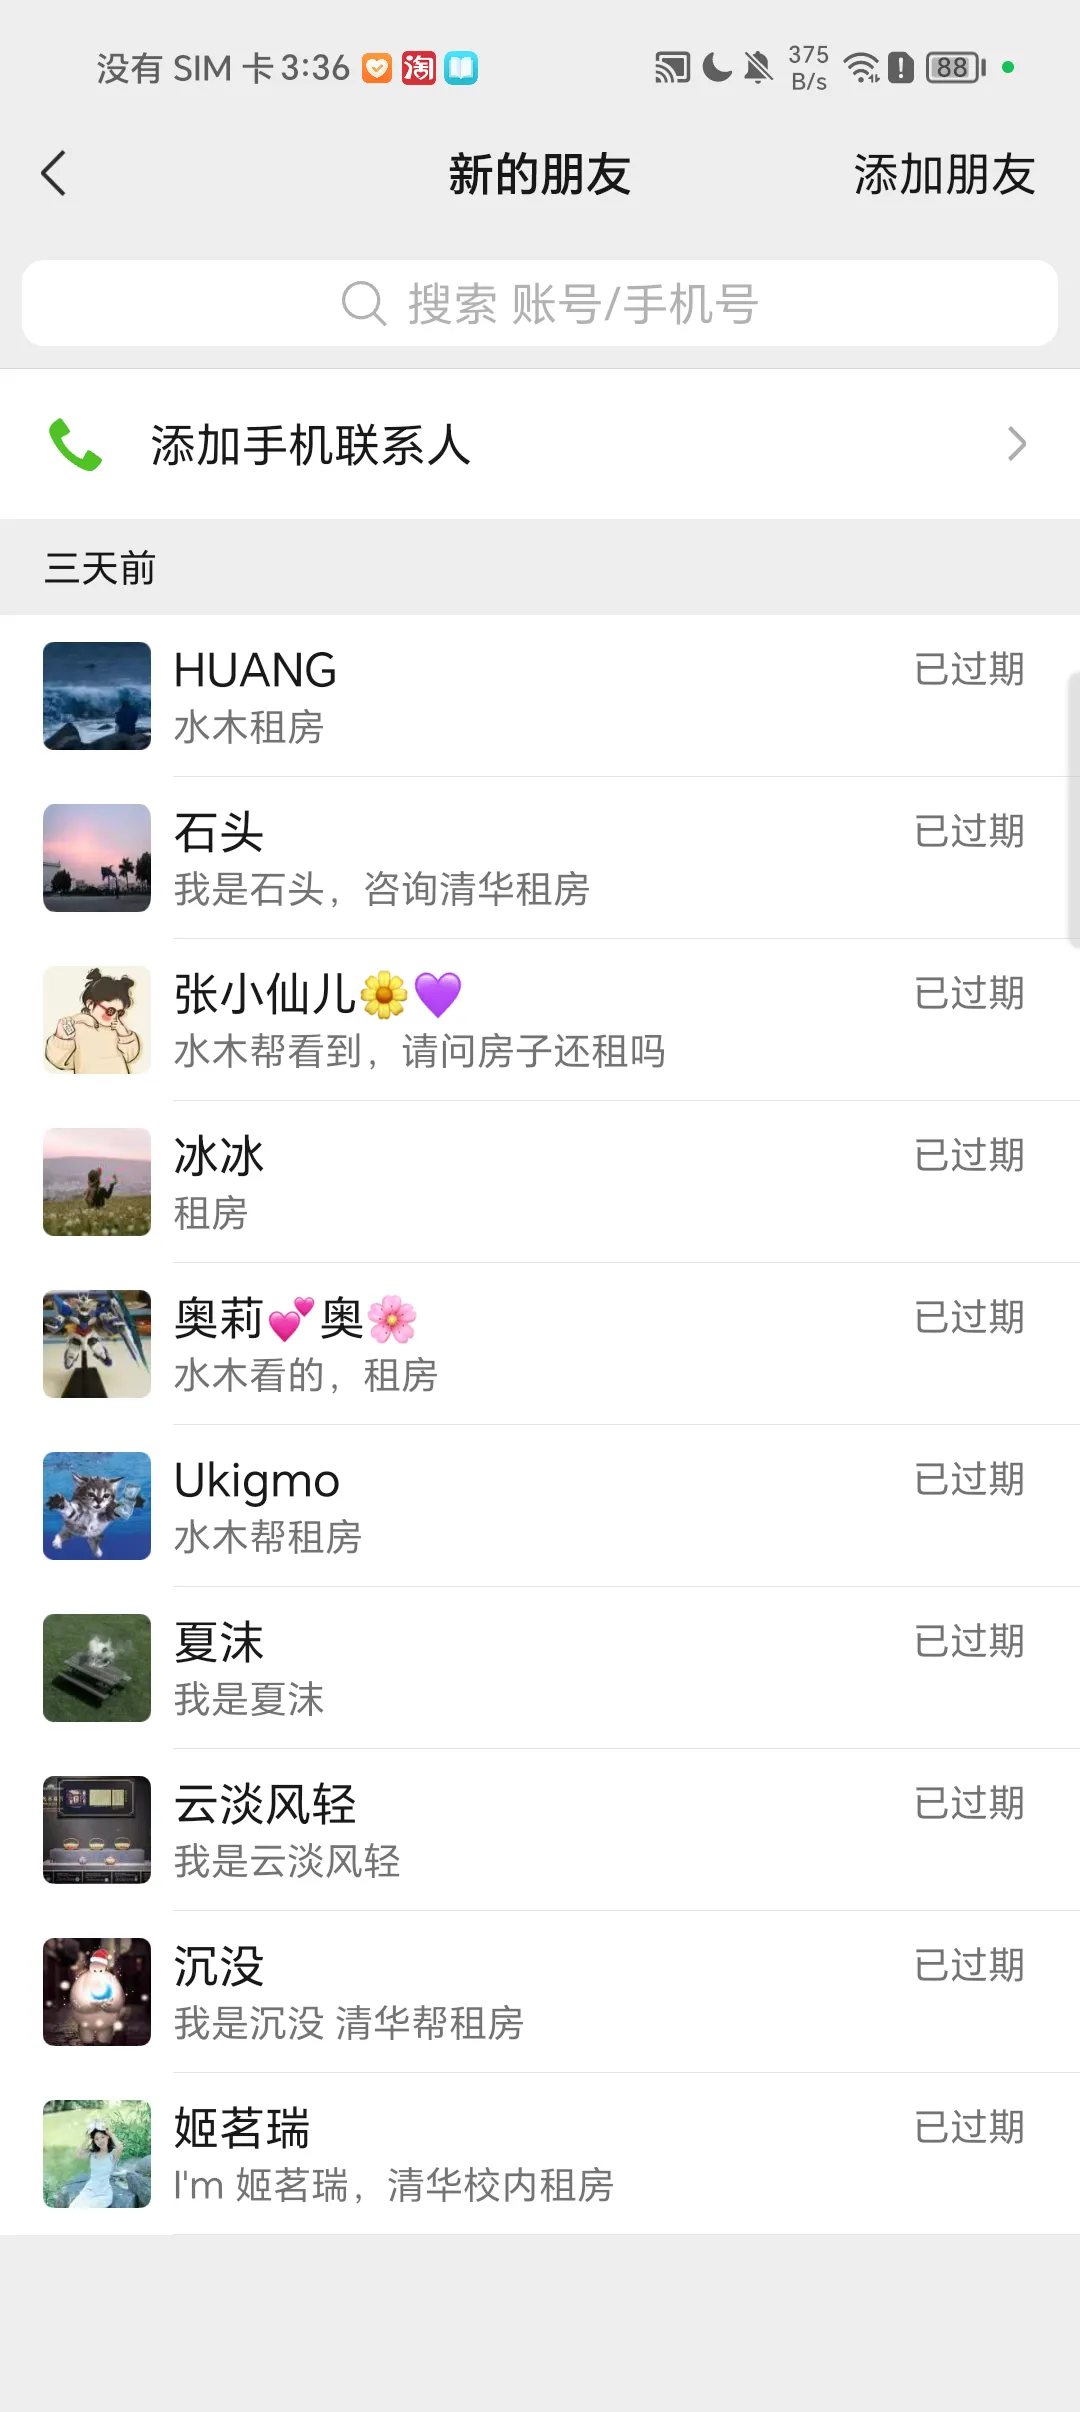 没有 SIM 卡 3:36 淘 375 B/s 88
新的朋友 添加朋友
搜索 账号/手机号
添加手机联系人
三天前
HUANG 已过期
水木租房
石头 已过期
我是石头，咨询清华租房
张小仙儿🌼💜 已过期
水木帮看到，请问房子还租吗
冰冰 已过期
租房
奥莉💕奥🌸 已过期
水木看的，租房
Ukigmo 已过期
水木帮租房
夏沫 已过期
我是夏沫
云淡风轻 已过期
我是云淡风轻
沉没 已过期
我是沉没 清华帮租房
姬茗瑞 已过期
I'm 姬茗瑞，清华校内租房